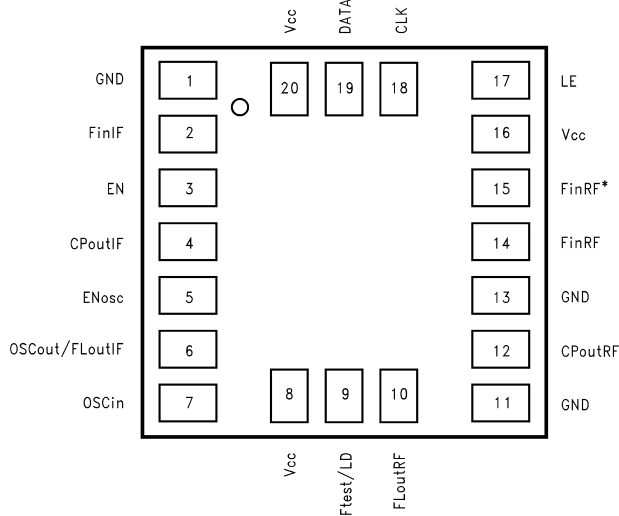 Vcc DATA CLK
GND 1 20 19 18 17 LE
FinIF 2 16 Vcc
EN 3 15 FinRF*
CPoutIF 4 14 FinRF
ENosc 5 13 GND
OSCout/FLoutIF 6 12 CPoutRF
OSCin 7 8 9 10 11 GND
Vcc Ftest/LD FLoutRF